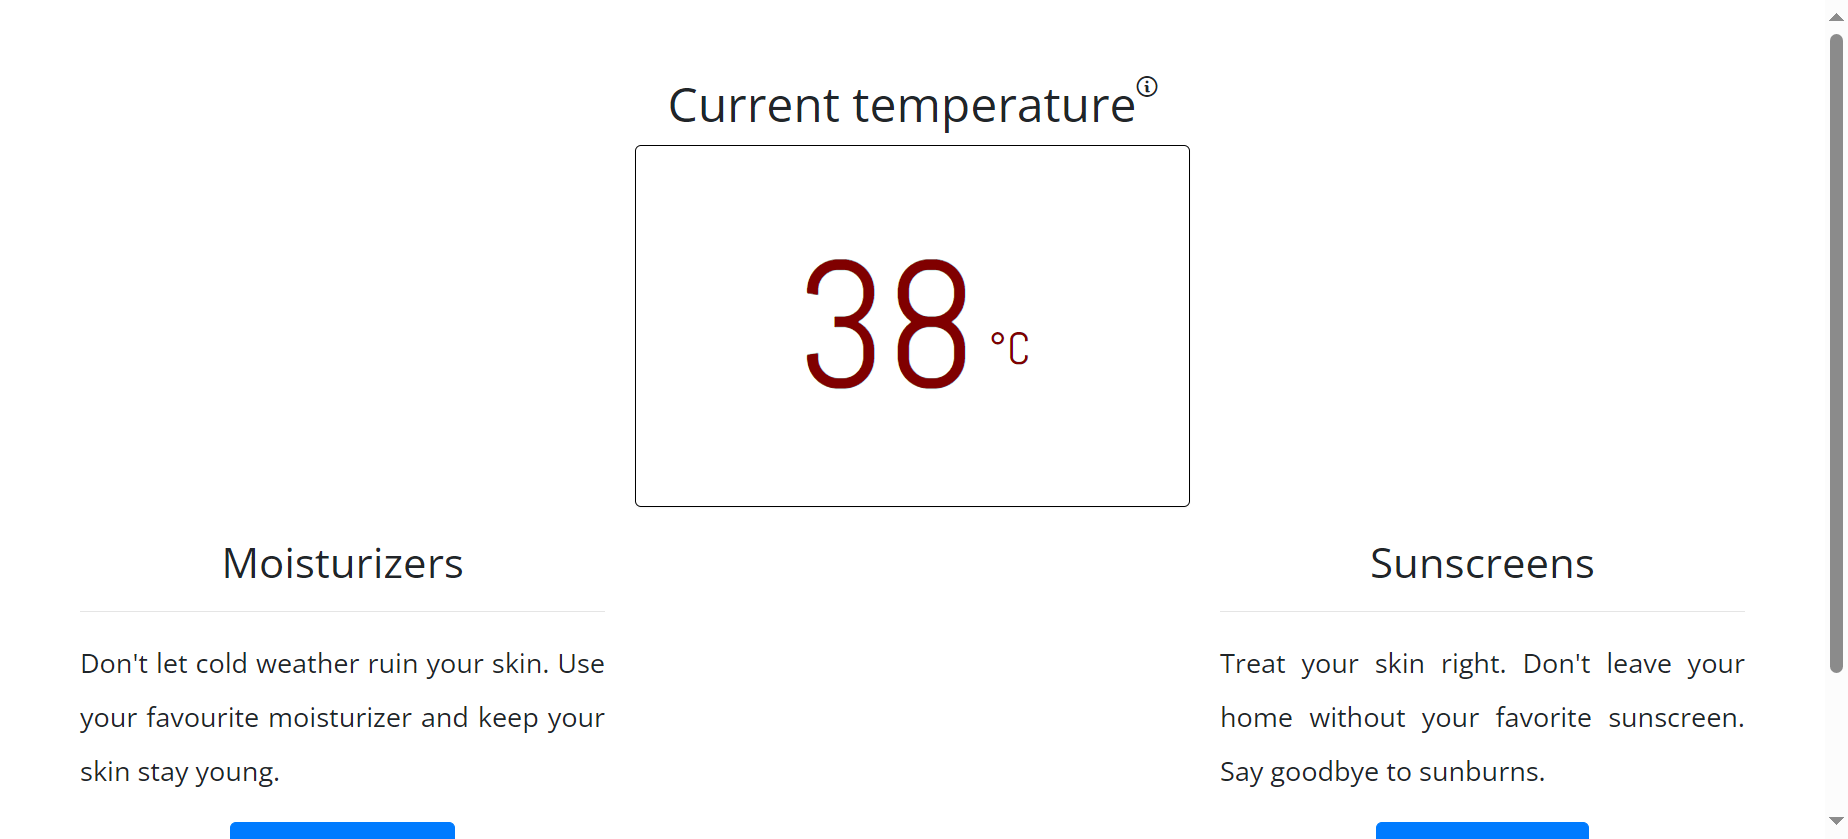 Current temperature
38 °C
Moisturizers
Don't let cold weather ruin your skin. Use
your favourite moisturizer and keep your
skin stay young.
Sunscreens
Treat your skin right. Don't leave your
home without your favorite sunscreen.
Say goodbye to sunburns.